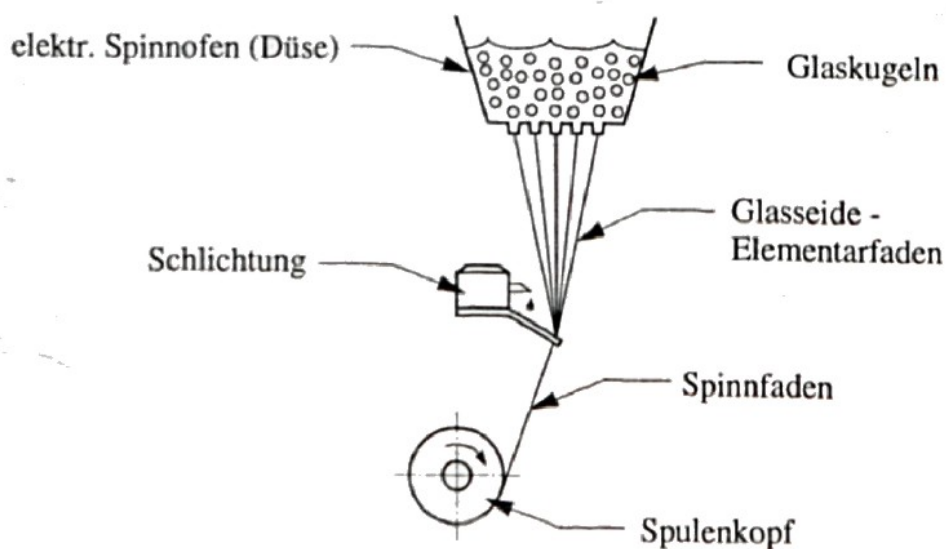 elektr. Spinnofen (Düse)
Glaskugeln
Glasseide -
Elementarfaden
Schlichtung
Spinnfaden
Spulenkopf